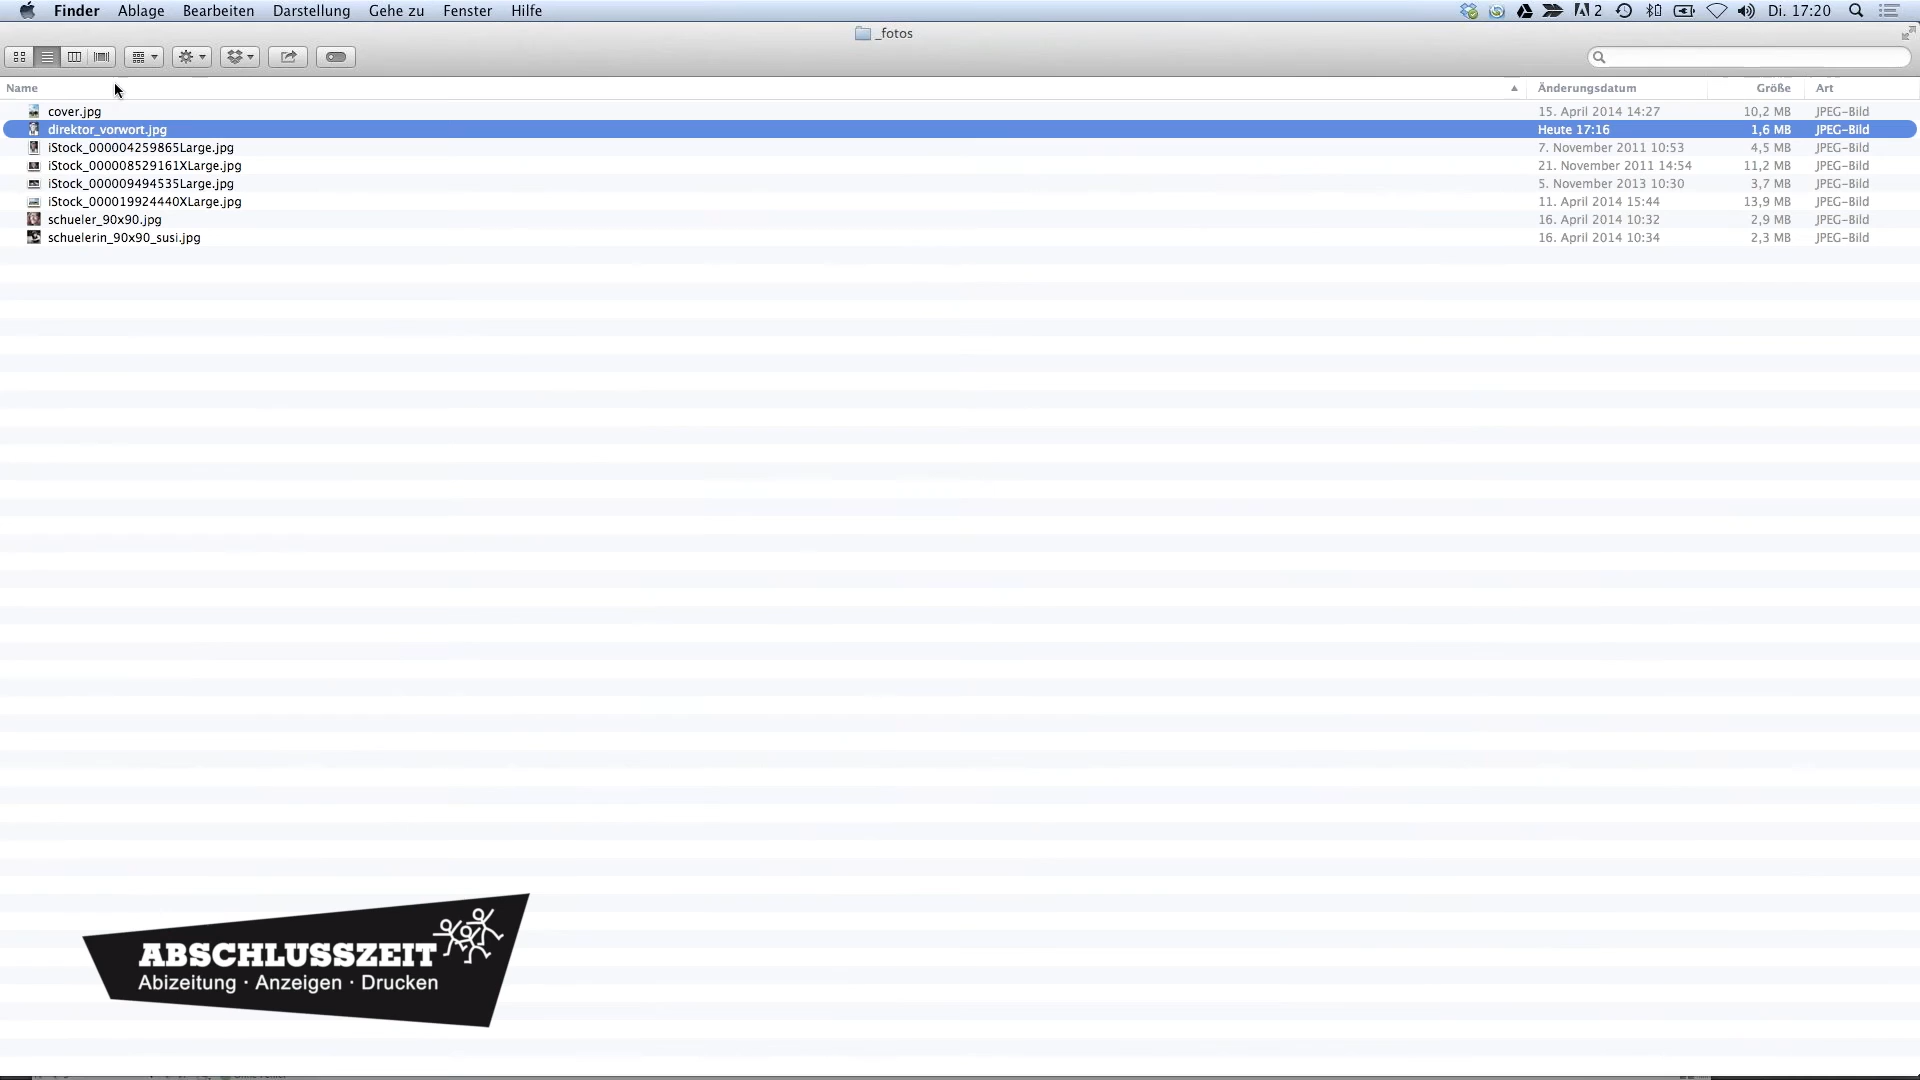 Finder Ablage Bearbeiten Darstellung Gehe zu Fenster Hilfe 2 Di. 17:20
_fotos
Name Änderungsdatum Größe Art
cover.jpg 15. April 2014 14:27 10,2 MB JPEG-Bild
direktor_vorwort.jpg Heute 17:16 1,6 MB JPEG-Bild
iStock_000004259865Large.jpg 7. November 2011 10:53 4,5 MB JPEG-Bild
iStock_000008529161XLarge.jpg 21. November 2011 14:54 11,2 MB JPEG-Bild
iStock_000009494535Large.jpg 5. November 2013 10:30 3,7 MB JPEG-Bild
iStock_000019924440XLarge.jpg 11. April 2014 15:44 13,9 MB JPEG-Bild
schueler_90x90.jpg 16. April 2014 10:32 2,9 MB JPEG-Bild
schuelerin_90x90_susi.jpg 16. April 2014 10:34 2,3 MB JPEG-Bild
ABSCHLUSSZEIT
Abizeitung · Anzeigen · Drucken